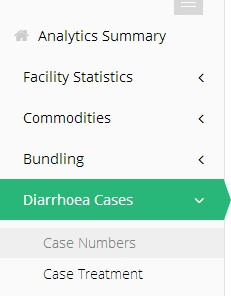 Analytics Summary
Facility Statistics
Commodities
Bundling
Diarrhoea Cases
Case Numbers
Case Treatment